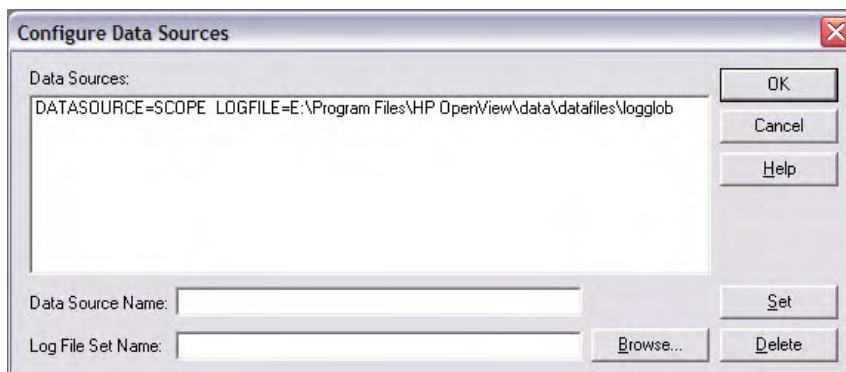 Configure Data Sources
Data Sources:
OK
DATASOURCE=SCOPE LOGFILE=E:\Program Files\HP OpenView\data\datafiles\logglob
Cancel
Help
Data Source Name:
Set
Log File Set Name:
Browse...
Delete